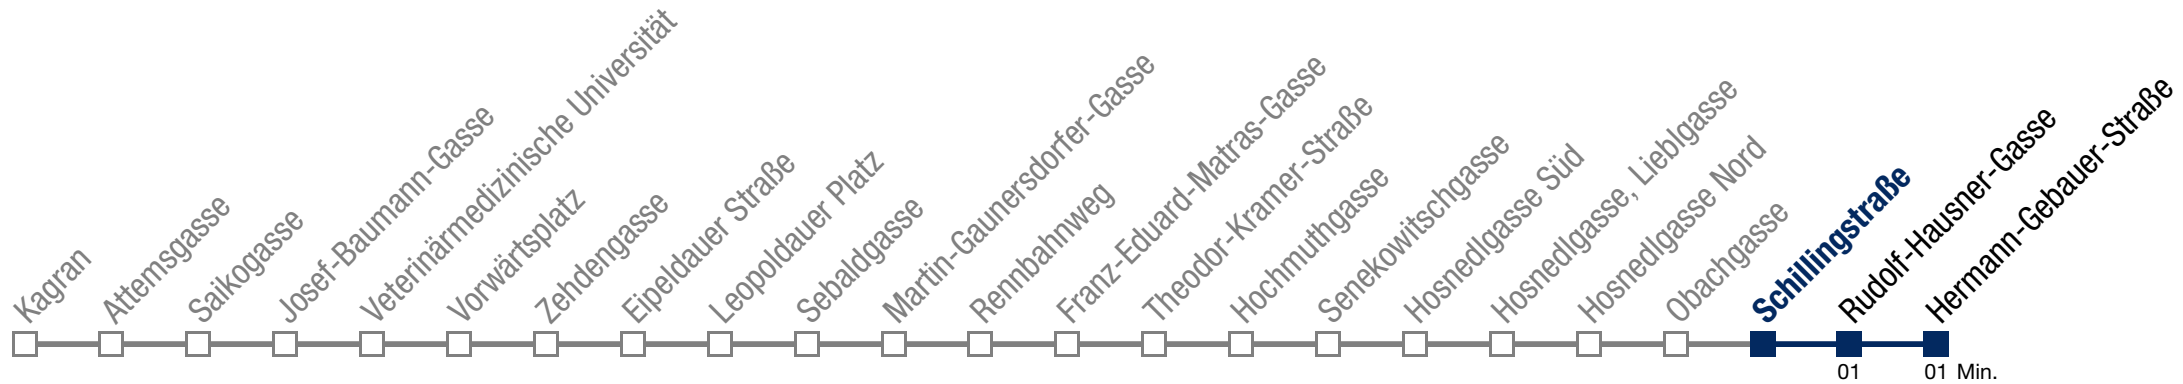 Kagran
Attemsgasse
Saikogasse
Josef-Baumann-Gasse
Veterinärmedizinische Universität
Vorwärtsplatz
Zehdengasse
Eipeldauer Straße
Leopoldauer Platz
Sebaldgasse
Martin-Gaunersdorfer-Gasse
Rennbahnweg
Franz-Eduard-Matras-Gasse
Theodor-Kramer-Straße
Hochmuthgasse
Senekowitschgasse
Hosnedlgasse Süd
Hosnedlgasse, Lieblgasse
Hosnedlgasse Nord
Obachgasse
Schillingstraße
Rudolf-Hausner-Gasse
Hermann-Gebauer-Straße
01 01 Min.